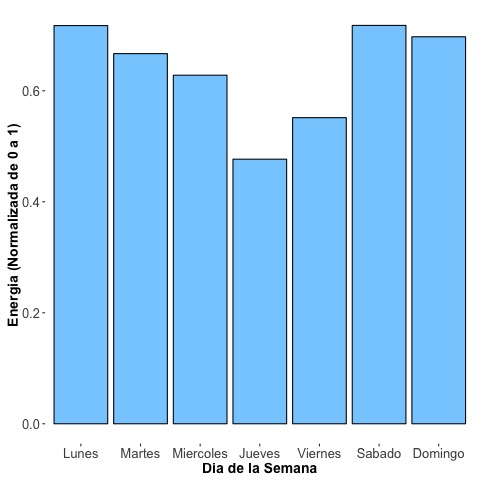 Energia (Normalizada de 0 a 1)
0.6
0.4
0.2
0.0
Lunes Martes Miercoles Jueves Viernes Sabado Domingo
Dia de la Semana